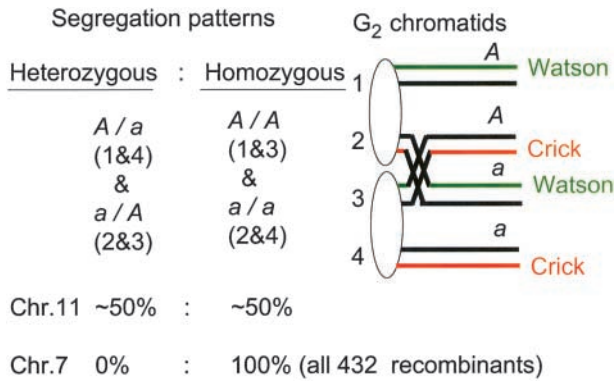 Segregation patterns
G2 chromatids
Heterozygous : Homozygous
A / a
(1&4)
&
a / A
(2&3)
A / A
(1&3)
&
a / a
(2&4)
1
2
3
4
A
Watson
A
Crick
a
Watson
a
Crick
Chr.11 ~50% : ~50%
Chr.7 0% : 100% (all 432 recombinants)